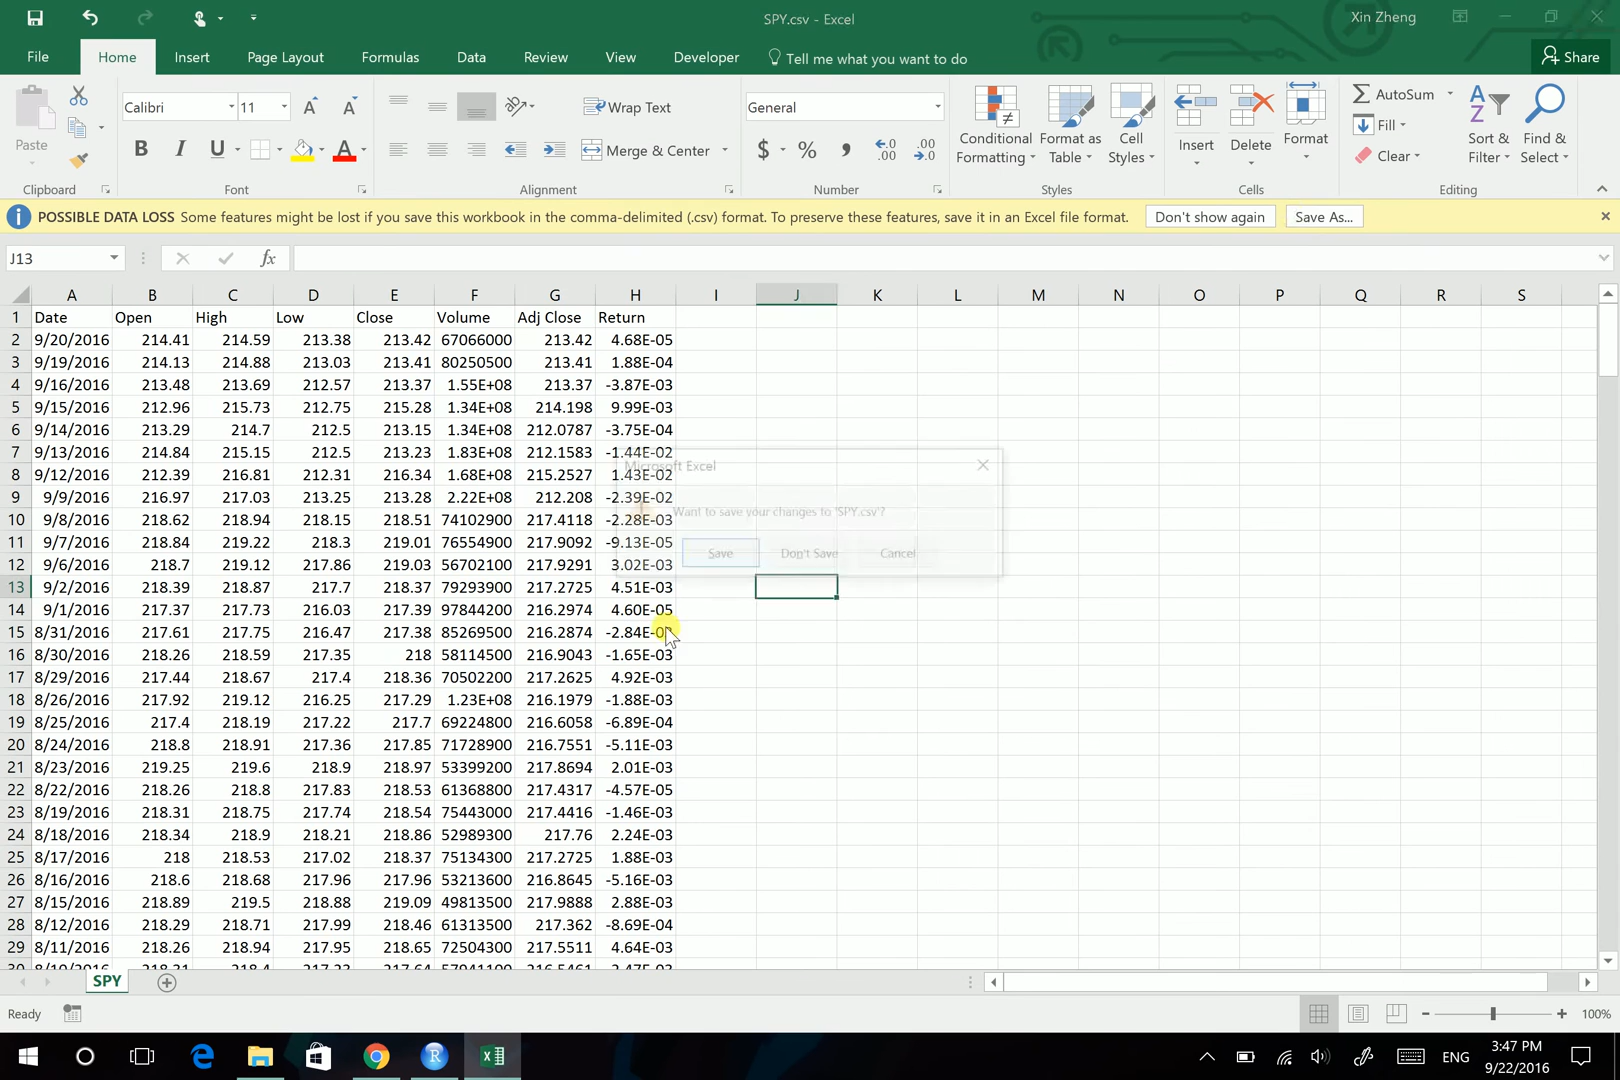 SPY.csv - Excel
Xin Zheng
File Home Insert Page Layout Formulas Data Review View Developer Tell me what you want to do Share
Paste
Calibri 11
B I U A
Wrap Text
Merge & Center
General
$ % ,
Conditional Formatting
Format as Table
Cell Styles
Insert
Delete
Format
AutoSum
Fill
Clear
Sort & Filter
Find & Select
Clipboard Font Alignment Number Styles Cells Editing
POSSIBLE DATA LOSS Some features might be lost if you save this workbook in the comma-delimited (.csv) format. To preserve these features, save it in an Excel file format. Don't show again Save As...
J13 fx
A B C D E F G H I J K L M N O P Q R S
1 Date Open High Low Close Volume Adj Close Return
2 9/20/2016 214.41 214.59 213.38 213.42 67066000 213.42 4.68E-05
3 9/19/2016 214.13 214.88 213.03 213.41 80250500 213.41 1.88E-04
4 9/16/2016 213.48 213.69 212.57 213.37 1.55E+08 213.37 -3.87E-03
5 9/15/2016 212.96 215.73 212.75 215.28 1.34E+08 214.198 9.99E-03
6 9/14/2016 213.29 214.7 212.5 213.15 1.34E+08 212.0787 -3.75E-04
7 9/13/2016 214.84 215.15 212.5 213.23 1.83E+08 212.1583 -1.44E-02
8 9/12/2016 212.39 216.81 212.31 216.34 1.68E+08 215.2527 1.43E-02
9 9/9/2016 216.97 217.03 213.25 213.28 2.22E+08 212.208 -2.39E-02
10 9/8/2016 218.62 218.94 218.15 218.51 74102900 217.4118 -2.28E-03
11 9/7/2016 218.84 219.22 218.3 219.01 76554900 217.9092 -9.13E-05
12 9/6/2016 218.7 219.12 217.86 219.03 56702100 217.9291 3.02E-03
13 9/2/2016 218.39 218.87 217.7 218.37 79293900 217.2725 4.51E-03
14 9/1/2016 217.37 217.73 216.03 217.39 97844200 216.2974 4.60E-05
15 8/31/2016 217.61 217.75 216.47 217.38 85269500 216.2874
16 8/30/2016 218.26 218.59 217.35 218 58114500 216.9043 -1.65E-03
17 8/29/2016 217.44 218.67 217.4 218.36 70502200 217.2625 4.92E-03
18 8/26/2016 217.92 219.12 216.25 217.29 1.23E+08 216.1979 -1.88E-03
19 8/25/2016 217.4 218.19 217.22 217.7 69224800 216.6058 -6.89E-04
20 8/24/2016 218.8 218.91 217.36 217.85 71728900 216.7551 -5.11E-03
21 8/23/2016 219.25 219.6 218.9 218.97 53399200 217.8694 2.01E-03
22 8/22/2016 218.26 218.8 217.83 218.53 61368800 217.4317 -4.57E-05
23 8/19/2016 218.31 218.75 217.74 218.54 75443000 217.4416 -1.46E-03
24 8/18/2016 218.34 218.9 218.21 218.86 52989300 217.76 2.24E-03
25 8/17/2016 218 218.53 217.02 218.37 75134300 217.2725 1.88E-03
26 8/16/2016 218.6 218.68 217.96 217.96 53213600 216.8645 -5.16E-03
27 8/15/2016 218.89 219.5 218.88 219.09 49813500 217.9888 2.88E-03
28 8/12/2016 218.29 218.71 217.99 218.46 61313500 217.362 -8.69E-04
29 8/11/2016 218.26 218.94 217.95 218.65 72504300 217.5511 4.64E-03
Microsoft Excel
Want to save your changes to 'SPY.csv'?
Save Don't Save Cancel
SPY
Ready 100%
ENG 3:47 PM
9/22/2016